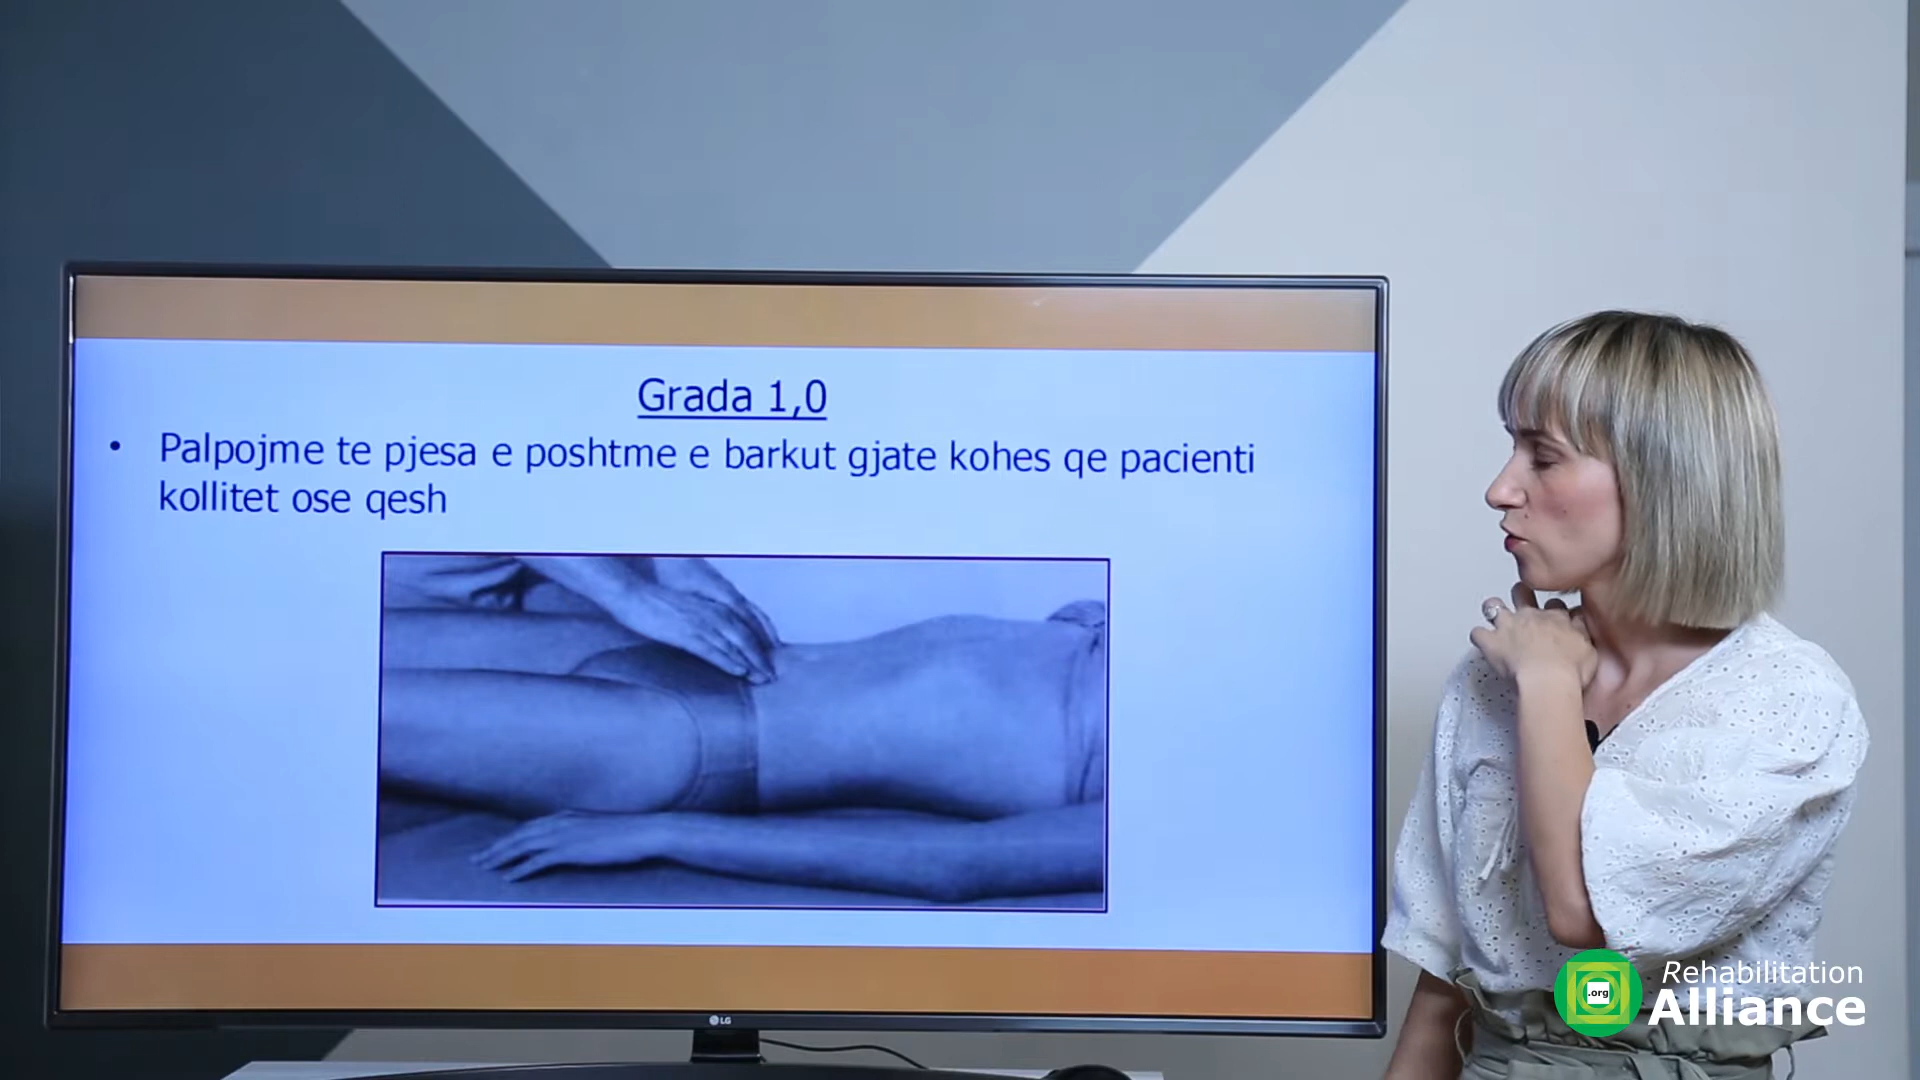 Grada 1,0
• Palpojme te pjesa e poshtme e barkut gjate kohes qe pacienti
kollitet ose qesh
LG
.org
Rehabilitation
Alliance